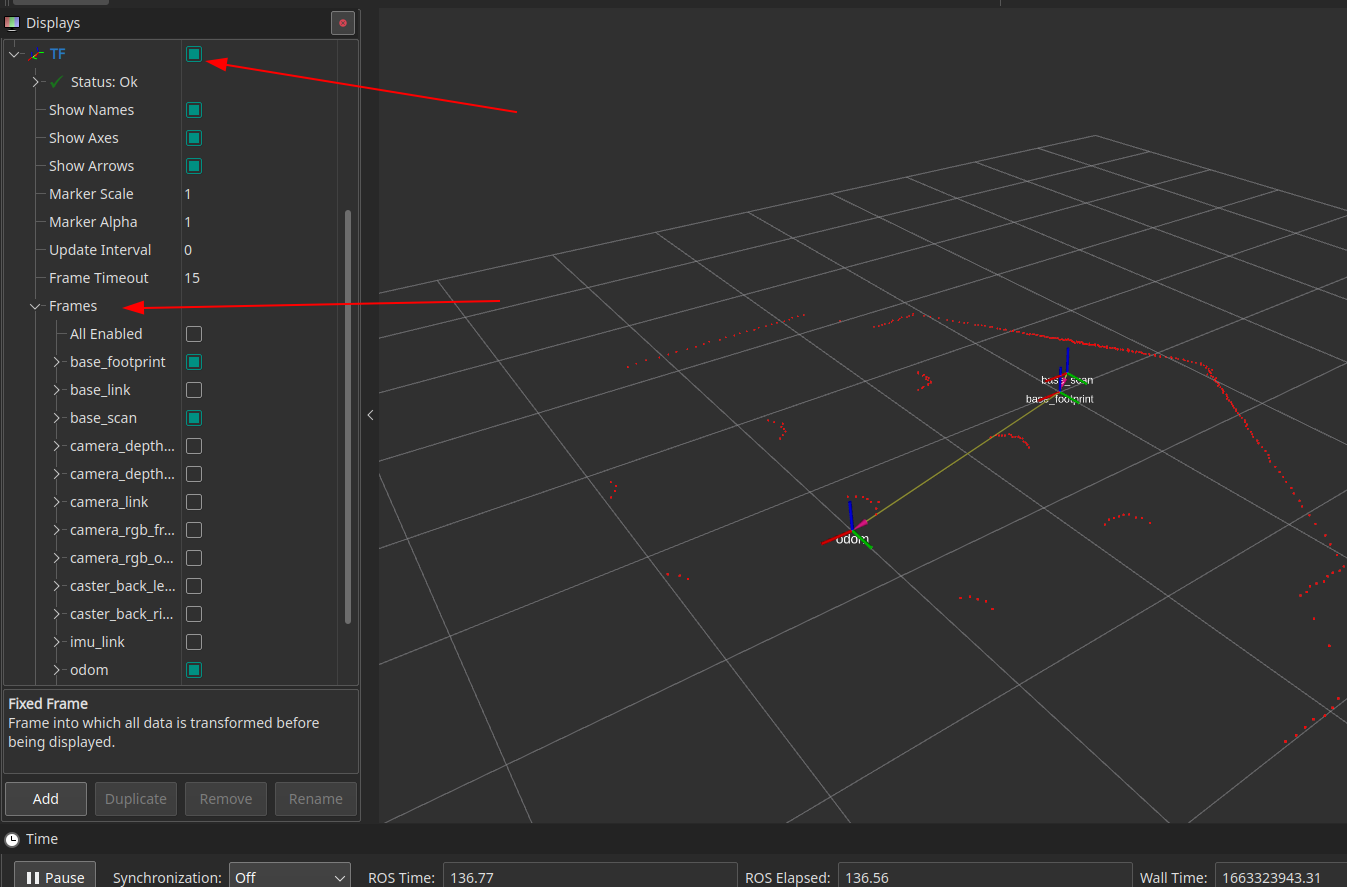 Displays
TF
Status: Ok
Show Names
Show Axes
Show Arrows
Marker Scale 1
Marker Alpha 1
Update Interval 0
Frame Timeout 15
Frames
All Enabled
base_footprint
base_link
base_scan
camera_depth...
camera_depth...
camera_link
camera_rgb_fr...
camera_rgb_o...
caster_back_le...
caster_back_ri...
imu_link
odom
Fixed Frame
Frame into which all data is transformed before
being displayed.
Add Duplicate Remove Rename
base_scan
base_footprint
odom
Time
Pause Synchronization: Off ROS Time: 136.77 ROS Elapsed: 136.56 Wall Time: 1663323943.31